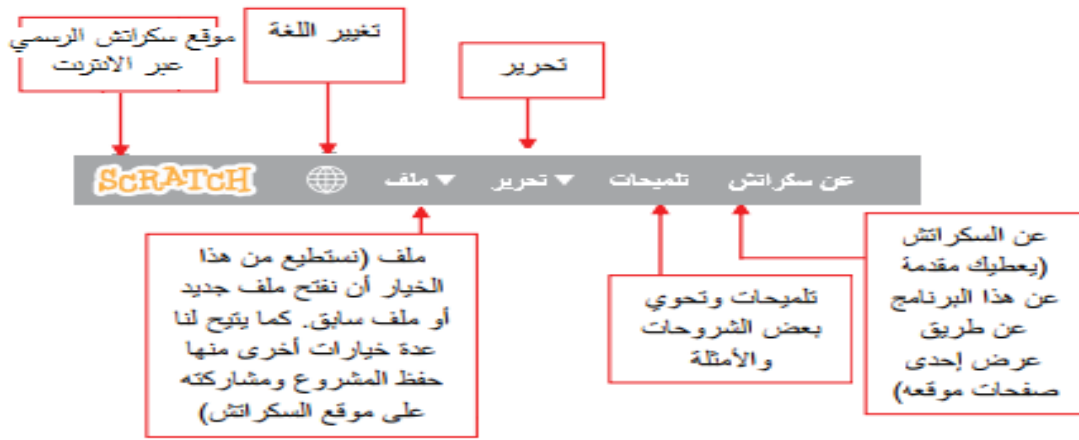 موقع سكراتش الرسمي
عبر الانترنت
تغيير اللغة
تحرير
SCRATCH
ملف
تحرير
تلميحات
عن سكراتش
ملف (نستطيع من هذا
الخيار أن نفتح ملف جديد
أو ملف سابق. كما يتيح لنا
عدة خيارات أخرى منها
حفظ المشروع ومشاركته
على موقع السكراتش)
تلميحات وتحوي
بعض الشروحات
والأمثلة
عن السكراتش
(يعطيك مقدمة
عن هذا البرنامج
عن طريق
عرض إحدى
صفحات موقعه)